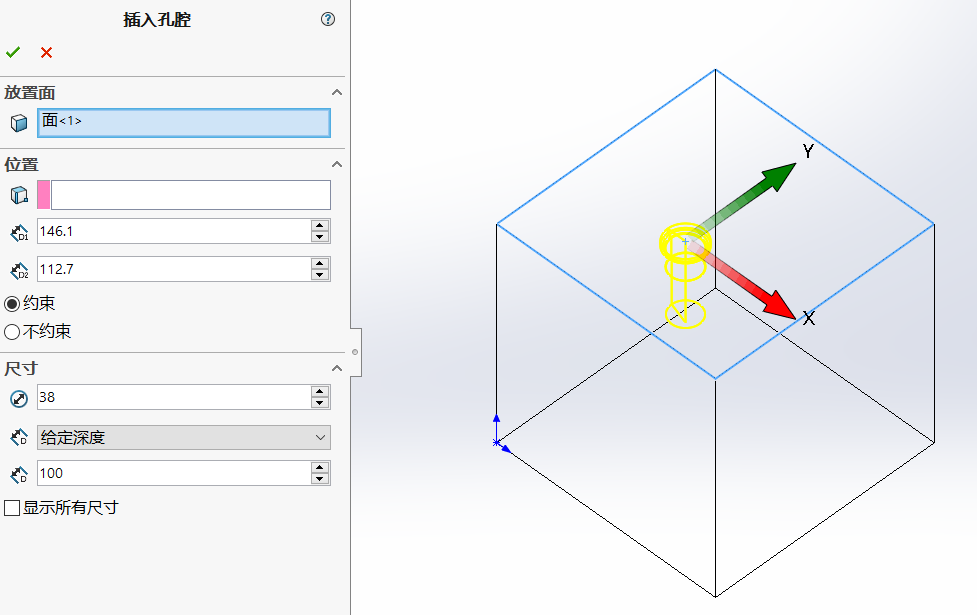 插入孔腔
放置面
面<1>
位置
D1
146.1
D2
112.7
约束
不约束
尺寸
38
D
给定深度
D
100
显示所有尺寸
Y
X